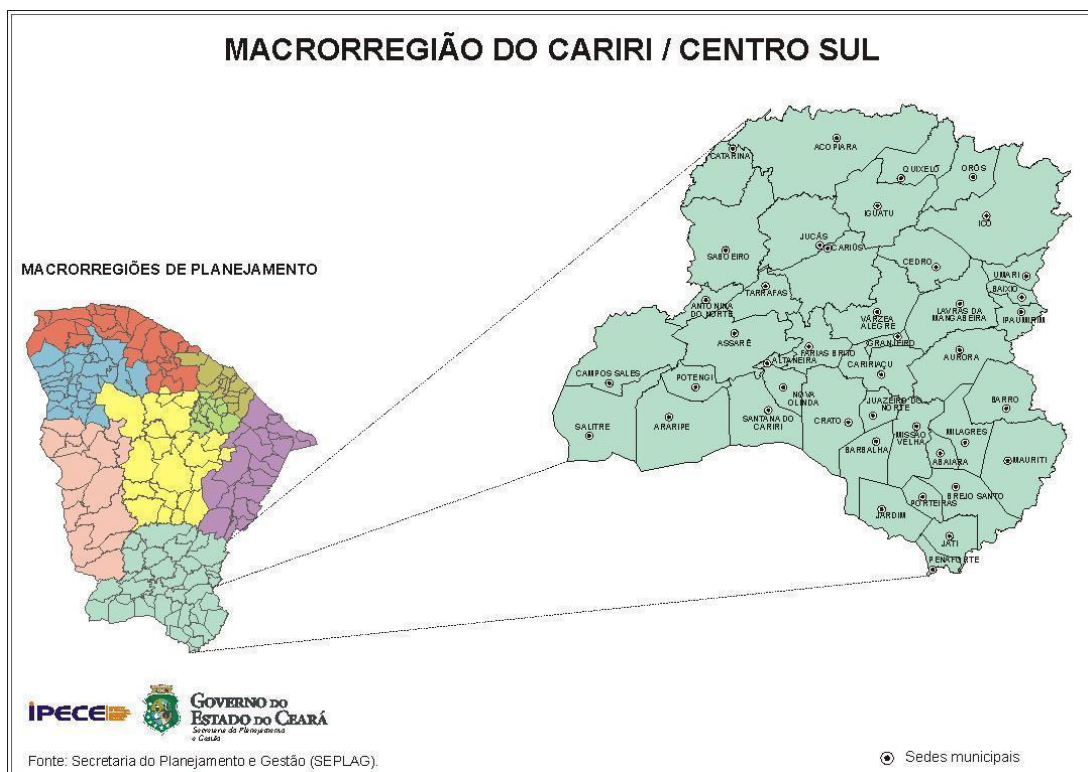 MACRORREGIÃO DO CARIRI / CENTRO SUL
ACOPIARA
CATARINA
QUIXELÔ
ORÓS
IGUATU
ICÓ
JUCÁS
CARIÚS
SABOEIRO
CEDRO
MACRORREGIÕES DE PLANEJAMENTO
UMARI
TARRAFAS
BAIXIO
ANTONINA
DO NORTE
LAVRAS DA
MANGABEIRA
VÁRZEA
ALEGRE
IPAUMIRIM
ASSARÉ
GRANJEIRO
FARIAS BRITO
AURORA
ALTANEIRA
CARIRIAÇU
CAMPOS SALES
POTENGI
NOVA
OLINDA
JUAZEIRO DO
NORTE
BARRO
SALITRE
ARARIPE
SANTANA DO
CARIRI
CRATO
MISSÃO
VELHA
MILAGRES
BARBALHA
ABAIARA
MAURITI
BREJO SANTO
PORTEIRAS
JARDIM
JATI
PENAFORTE
IPECE
GOVERNO DO
ESTADO DO CEARÁ
Secretaria do Planejamento
e Gestão
Fonte: Secretaria do Planejamento e Gestão (SEPLAG).
Sedes municipais